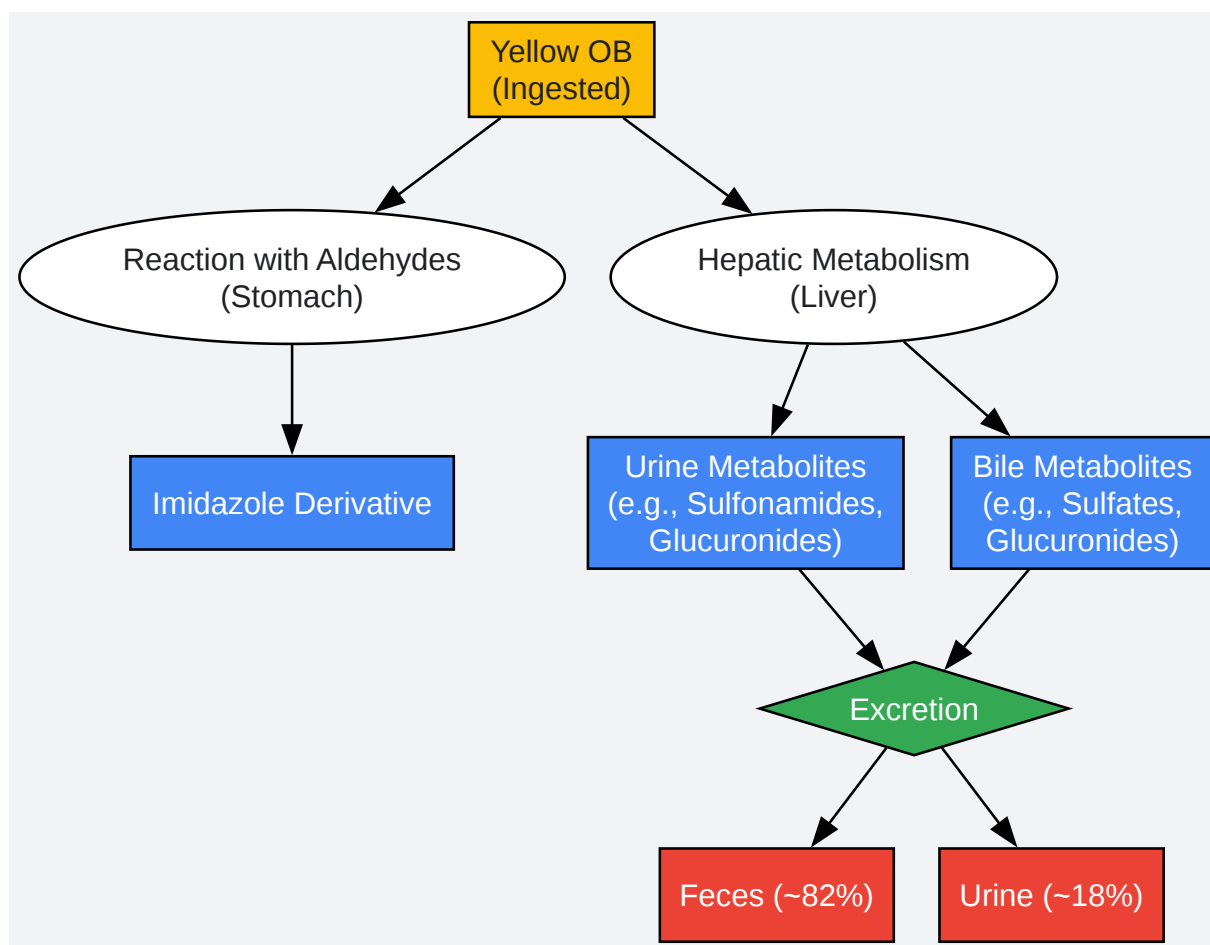 Yellow OB
(Ingested)
Reaction with Aldehydes
(Stomach)
Hepatic Metabolism
(Liver)
Imidazole Derivative
Urine Metabolites
(e.g., Sulfonamides,
Glucuronides)
Bile Metabolites
(e.g., Sulfates,
Glucuronides)
Excretion
Feces (~82%)
Urine (~18%)